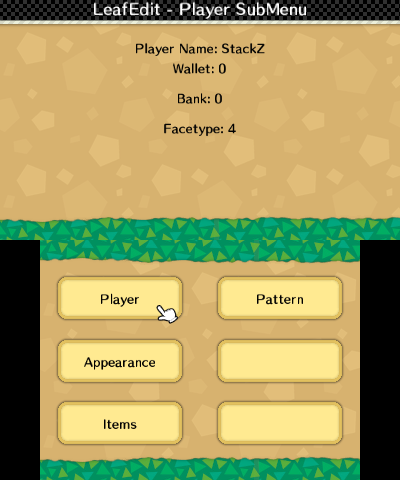 LeafEdit - Player SubMenu
Player Name: StackZ
Wallet: 0
Bank: 0
Facetype: 4
Player
Pattern
Appearance
Items